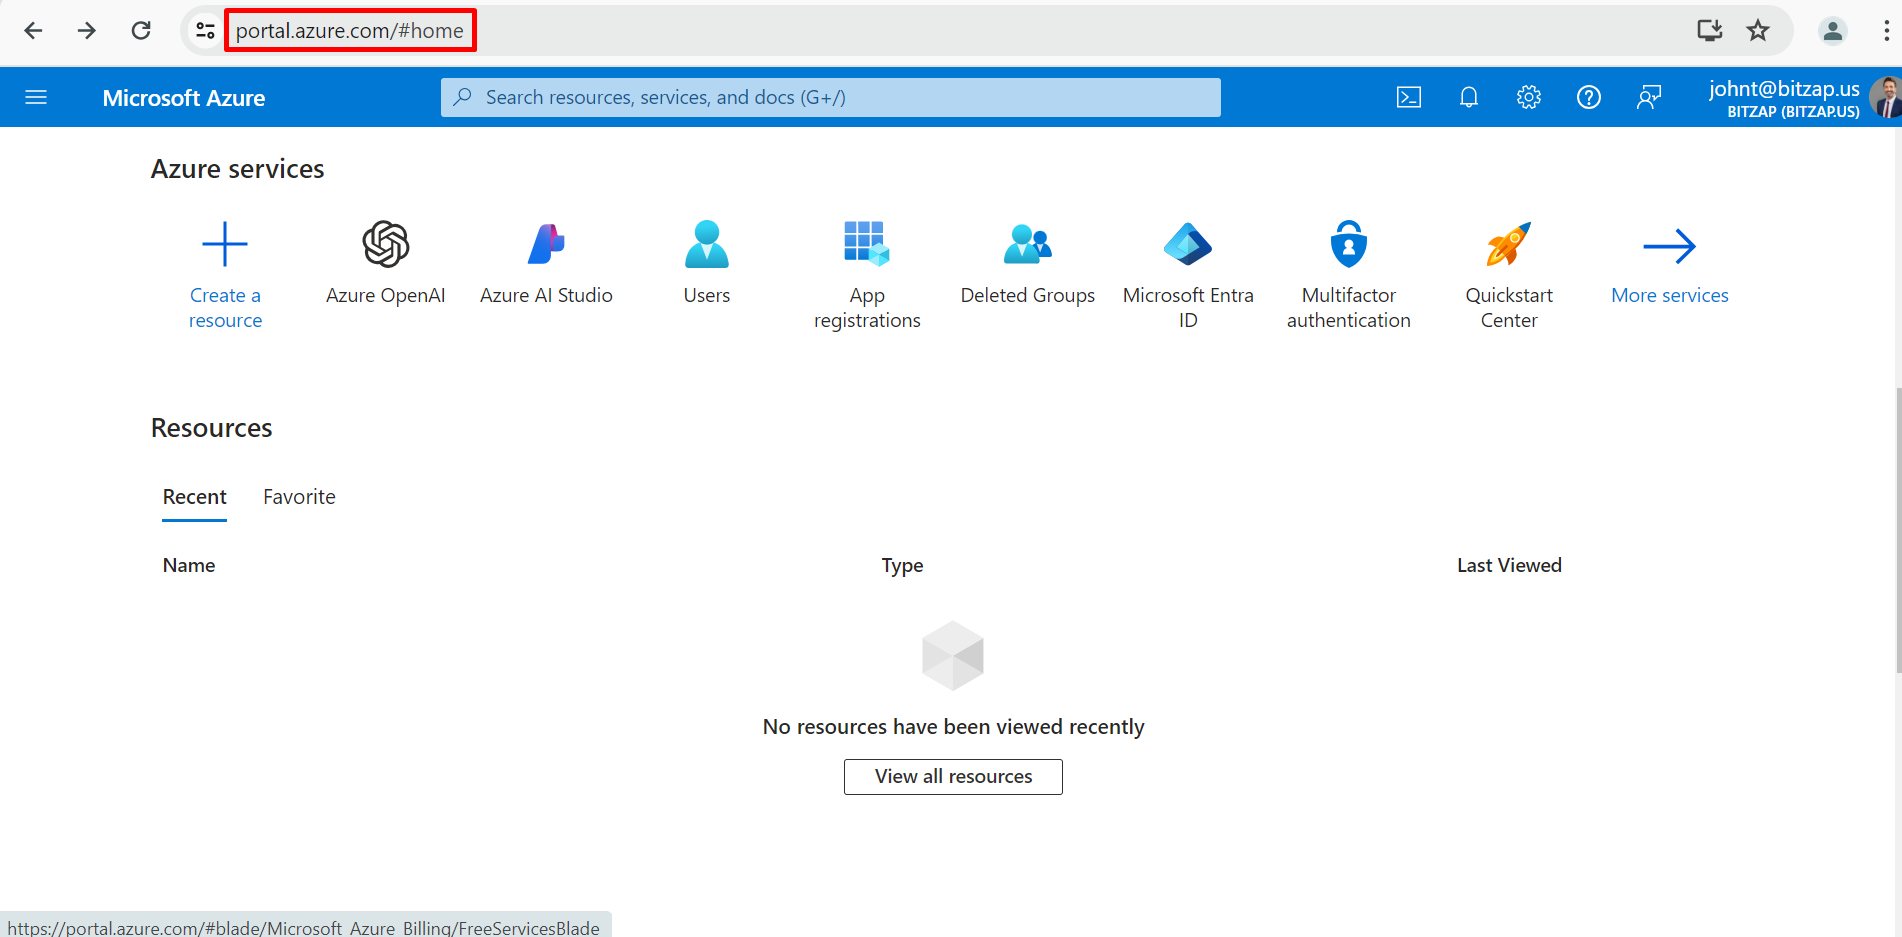 portal.azure.com/#home
Microsoft Azure
Search resources, services, and docs (G+/)
johnt@bitzap.us
BITZAP (BITZAP.US)
Azure services
Create a
resource
Azure OpenAI
Azure AI Studio
Users
App
registrations
Deleted Groups
Microsoft Entra
ID
Multifactor
authentication
Quickstart
Center
More services
Resources
Recent
Favorite
Name
Type
Last Viewed
No resources have been viewed recently
View all resources
https://portal.azure.com/#blade/Microsoft_Azure_Billing/FreeServicesBlade